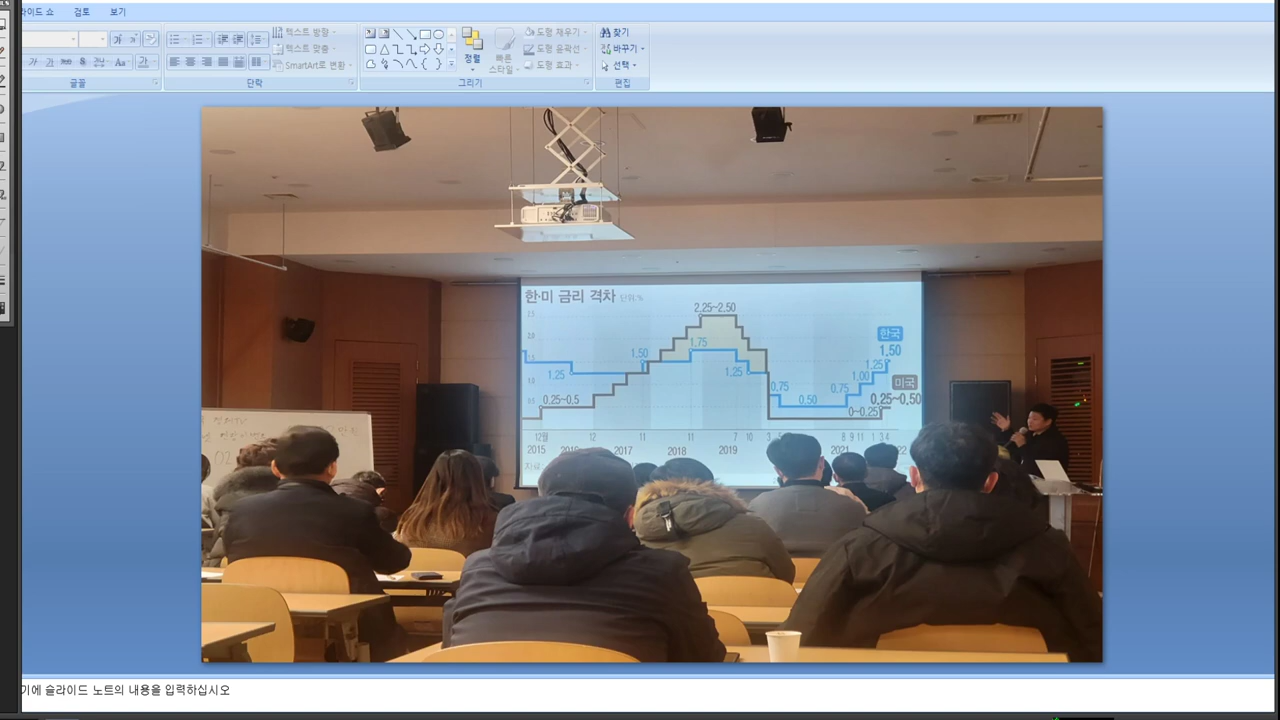 라이드 쇼 검토 보기
텍스트 방향
텍스트 맞춤
SmartArt로 변환
정렬
빠른
스타일
도형 채우기
도형 윤곽선
도형 효과
찾기
바꾸기
선택
글꼴 단락 그리기 편집
한·미 금리 격차 단위:%
2.25~2.50
한국
1.50
1.75
1.50
1.25
1.25
1.25
1.00
미국
0.75
0.75
0.50
0.25~0.5
0.25~0.50
0~0.25
12월 12 11 11 7 10 3 8 9 11 1 3 4
2015 2016 2017 2018 2019 2021
자료
02
기에 슬라이드 노트의 내용을 입력하십시오